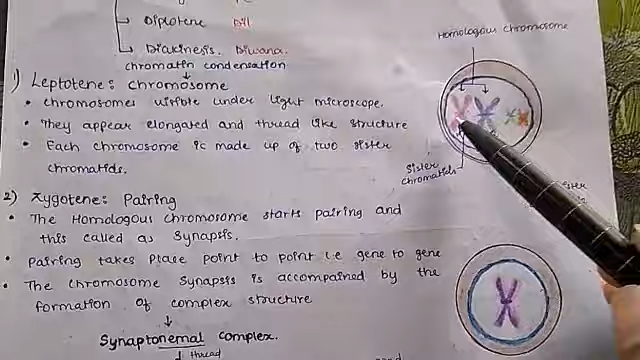 Diplotene Dill
Diakinesis. Diwana.
Homologous chromosome
chromatin condensation
1) Leptotene: chromosome
• Chromosomes visible under light microscope.
• They appear elongated and thread like structure
• Each chromosome is made up of two sister
chromatids.
Sister
chromatids
2) Zygotene: Pairing
• The Homologous chromosome starts pairing and
this called as Synapsis.
• Pairing takes place point to point i.e gene to gene
• The chromosome Synapsis is accompained by the
formation of complex structure
Synaptonemal complex.
thread